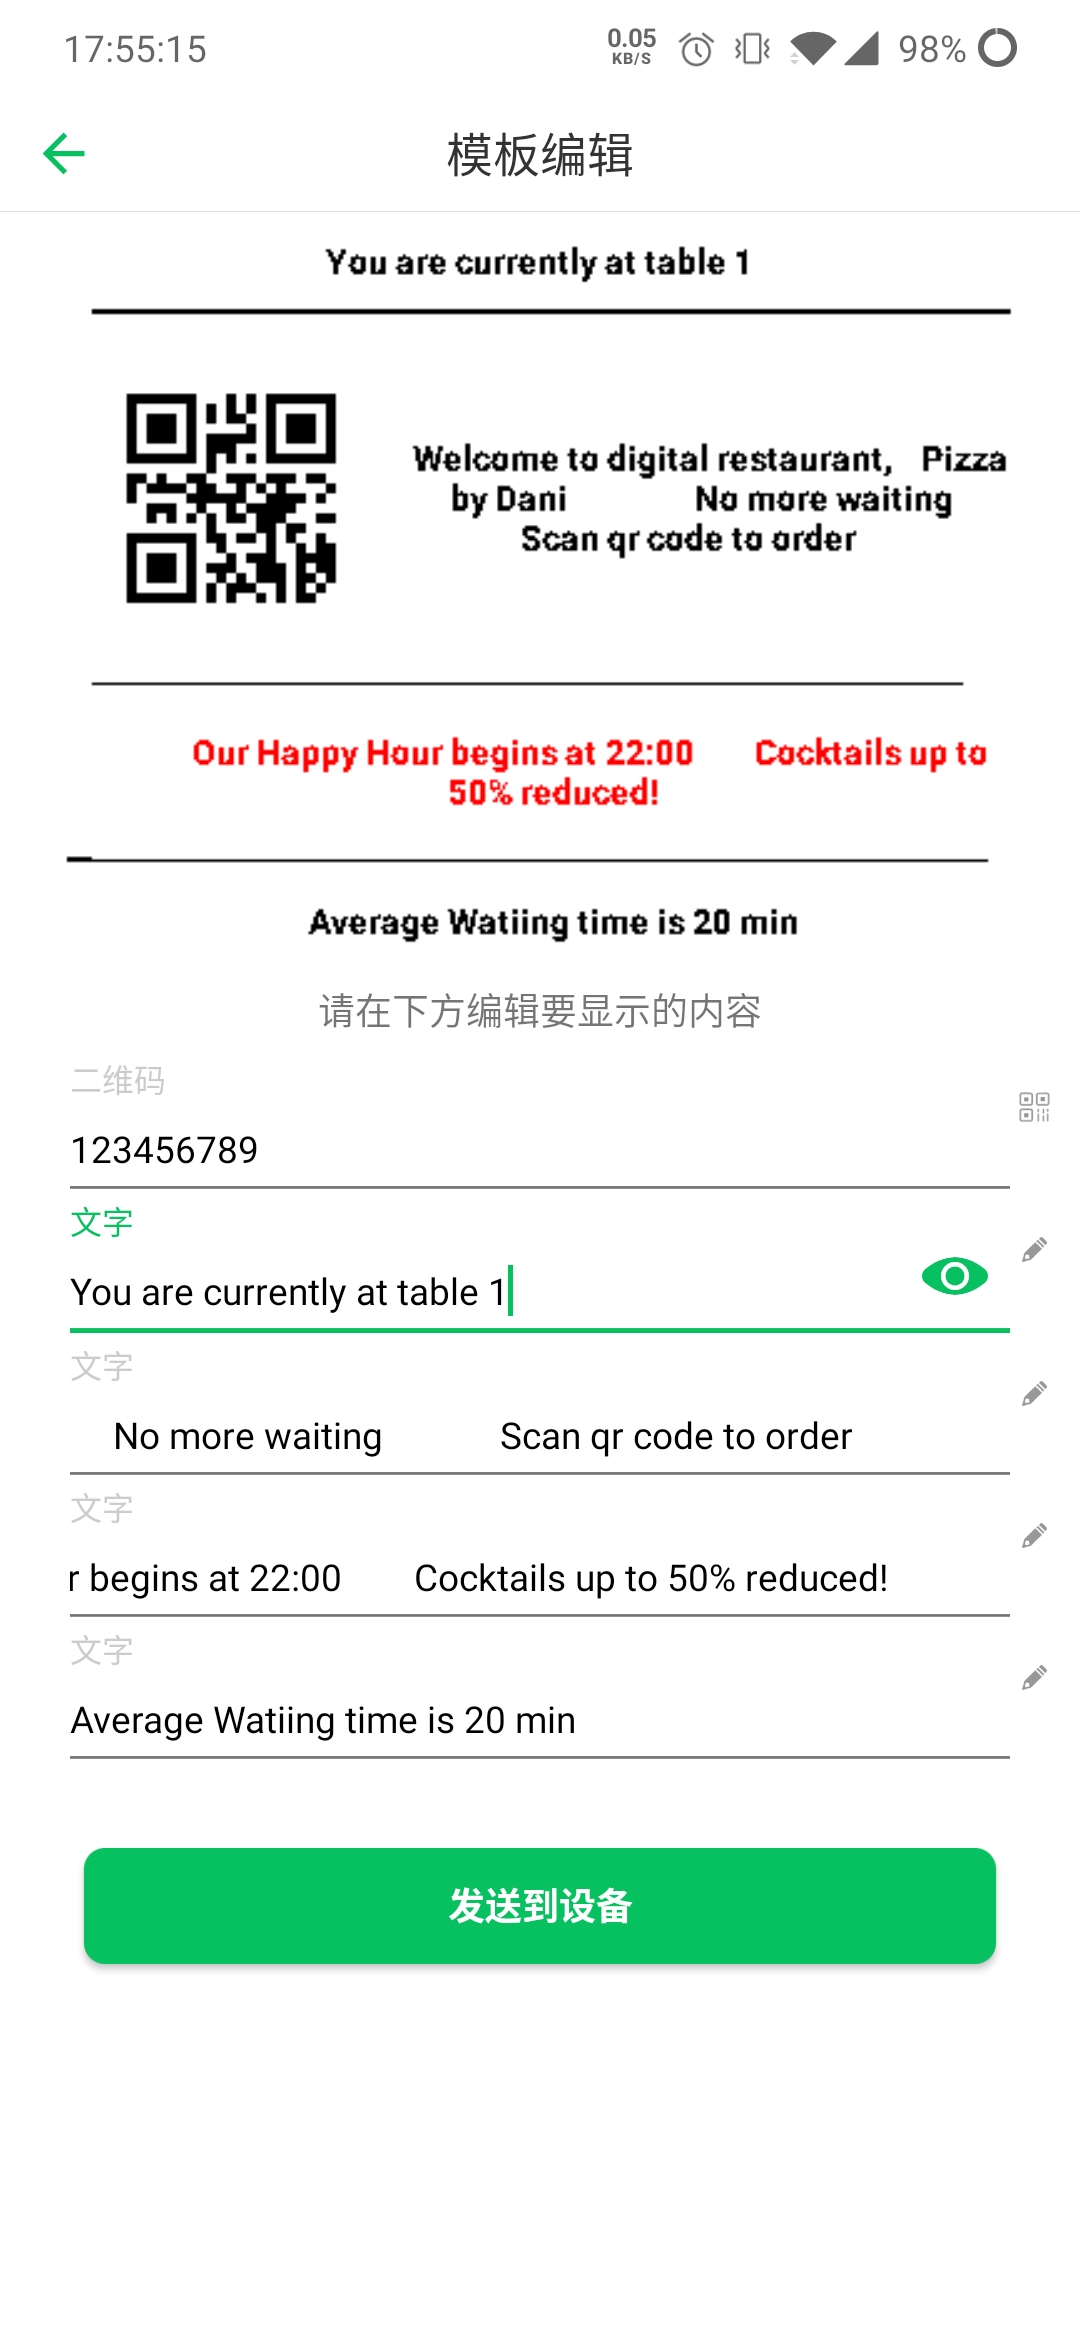 17:55:15
0.05
KB/S
98%
模板编辑
You are currently at table 1
Welcome to digital restaurant, Pizza
by Dani No more waiting
Scan qr code to order
Our Happy Hour begins at 22:00 Cocktails up to
50% reduced!
Average Watiing time is 20 min
请在下方编辑要显示的内容
二维码
123456789
文字
You are currently at table 1
文字
No more waiting Scan qr code to order
文字
r begins at 22:00 Cocktails up to 50% reduced!
文字
Average Watiing time is 20 min
发送到设备